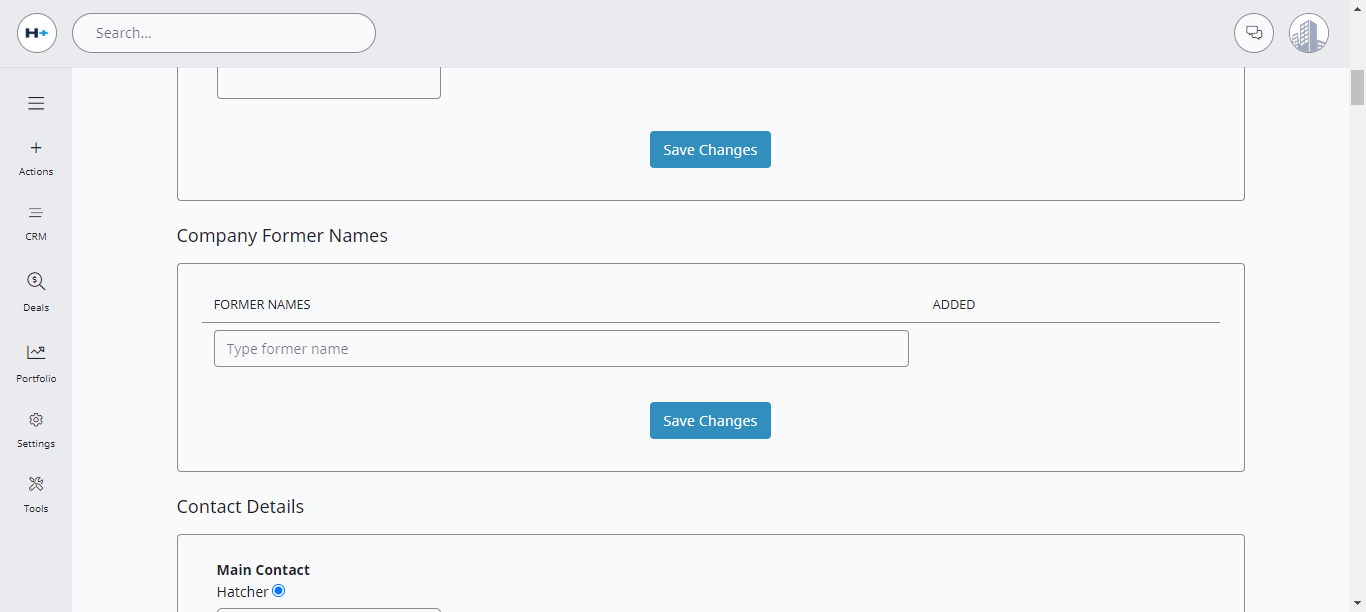 H+
Search...
Actions
CRM
Deals
Portfolio
Settings
Tools
Save Changes
Company Former Names
FORMER NAMES ADDED
Type former name
Save Changes
Contact Details
Main Contact
Hatcher